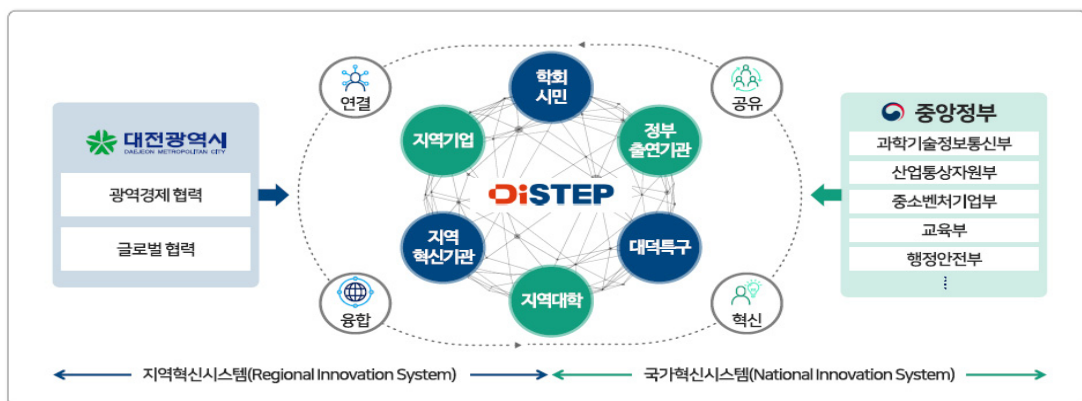 대전광역시
DAEJEON METROPOLITAN CITY
광역경제 협력
글로벌 협력
연결
공유
융합
혁신
학회
시민
지역기업
정부
출연기관
DiSTEP
지역
혁신기관
대덕특구
지역대학
중앙정부
과학기술정보통신부
산업통상자원부
중소벤처기업부
교육부
행정안전부
⋮
지역혁신시스템(Regional Innovation System)
국가혁신시스템(National Innovation System)